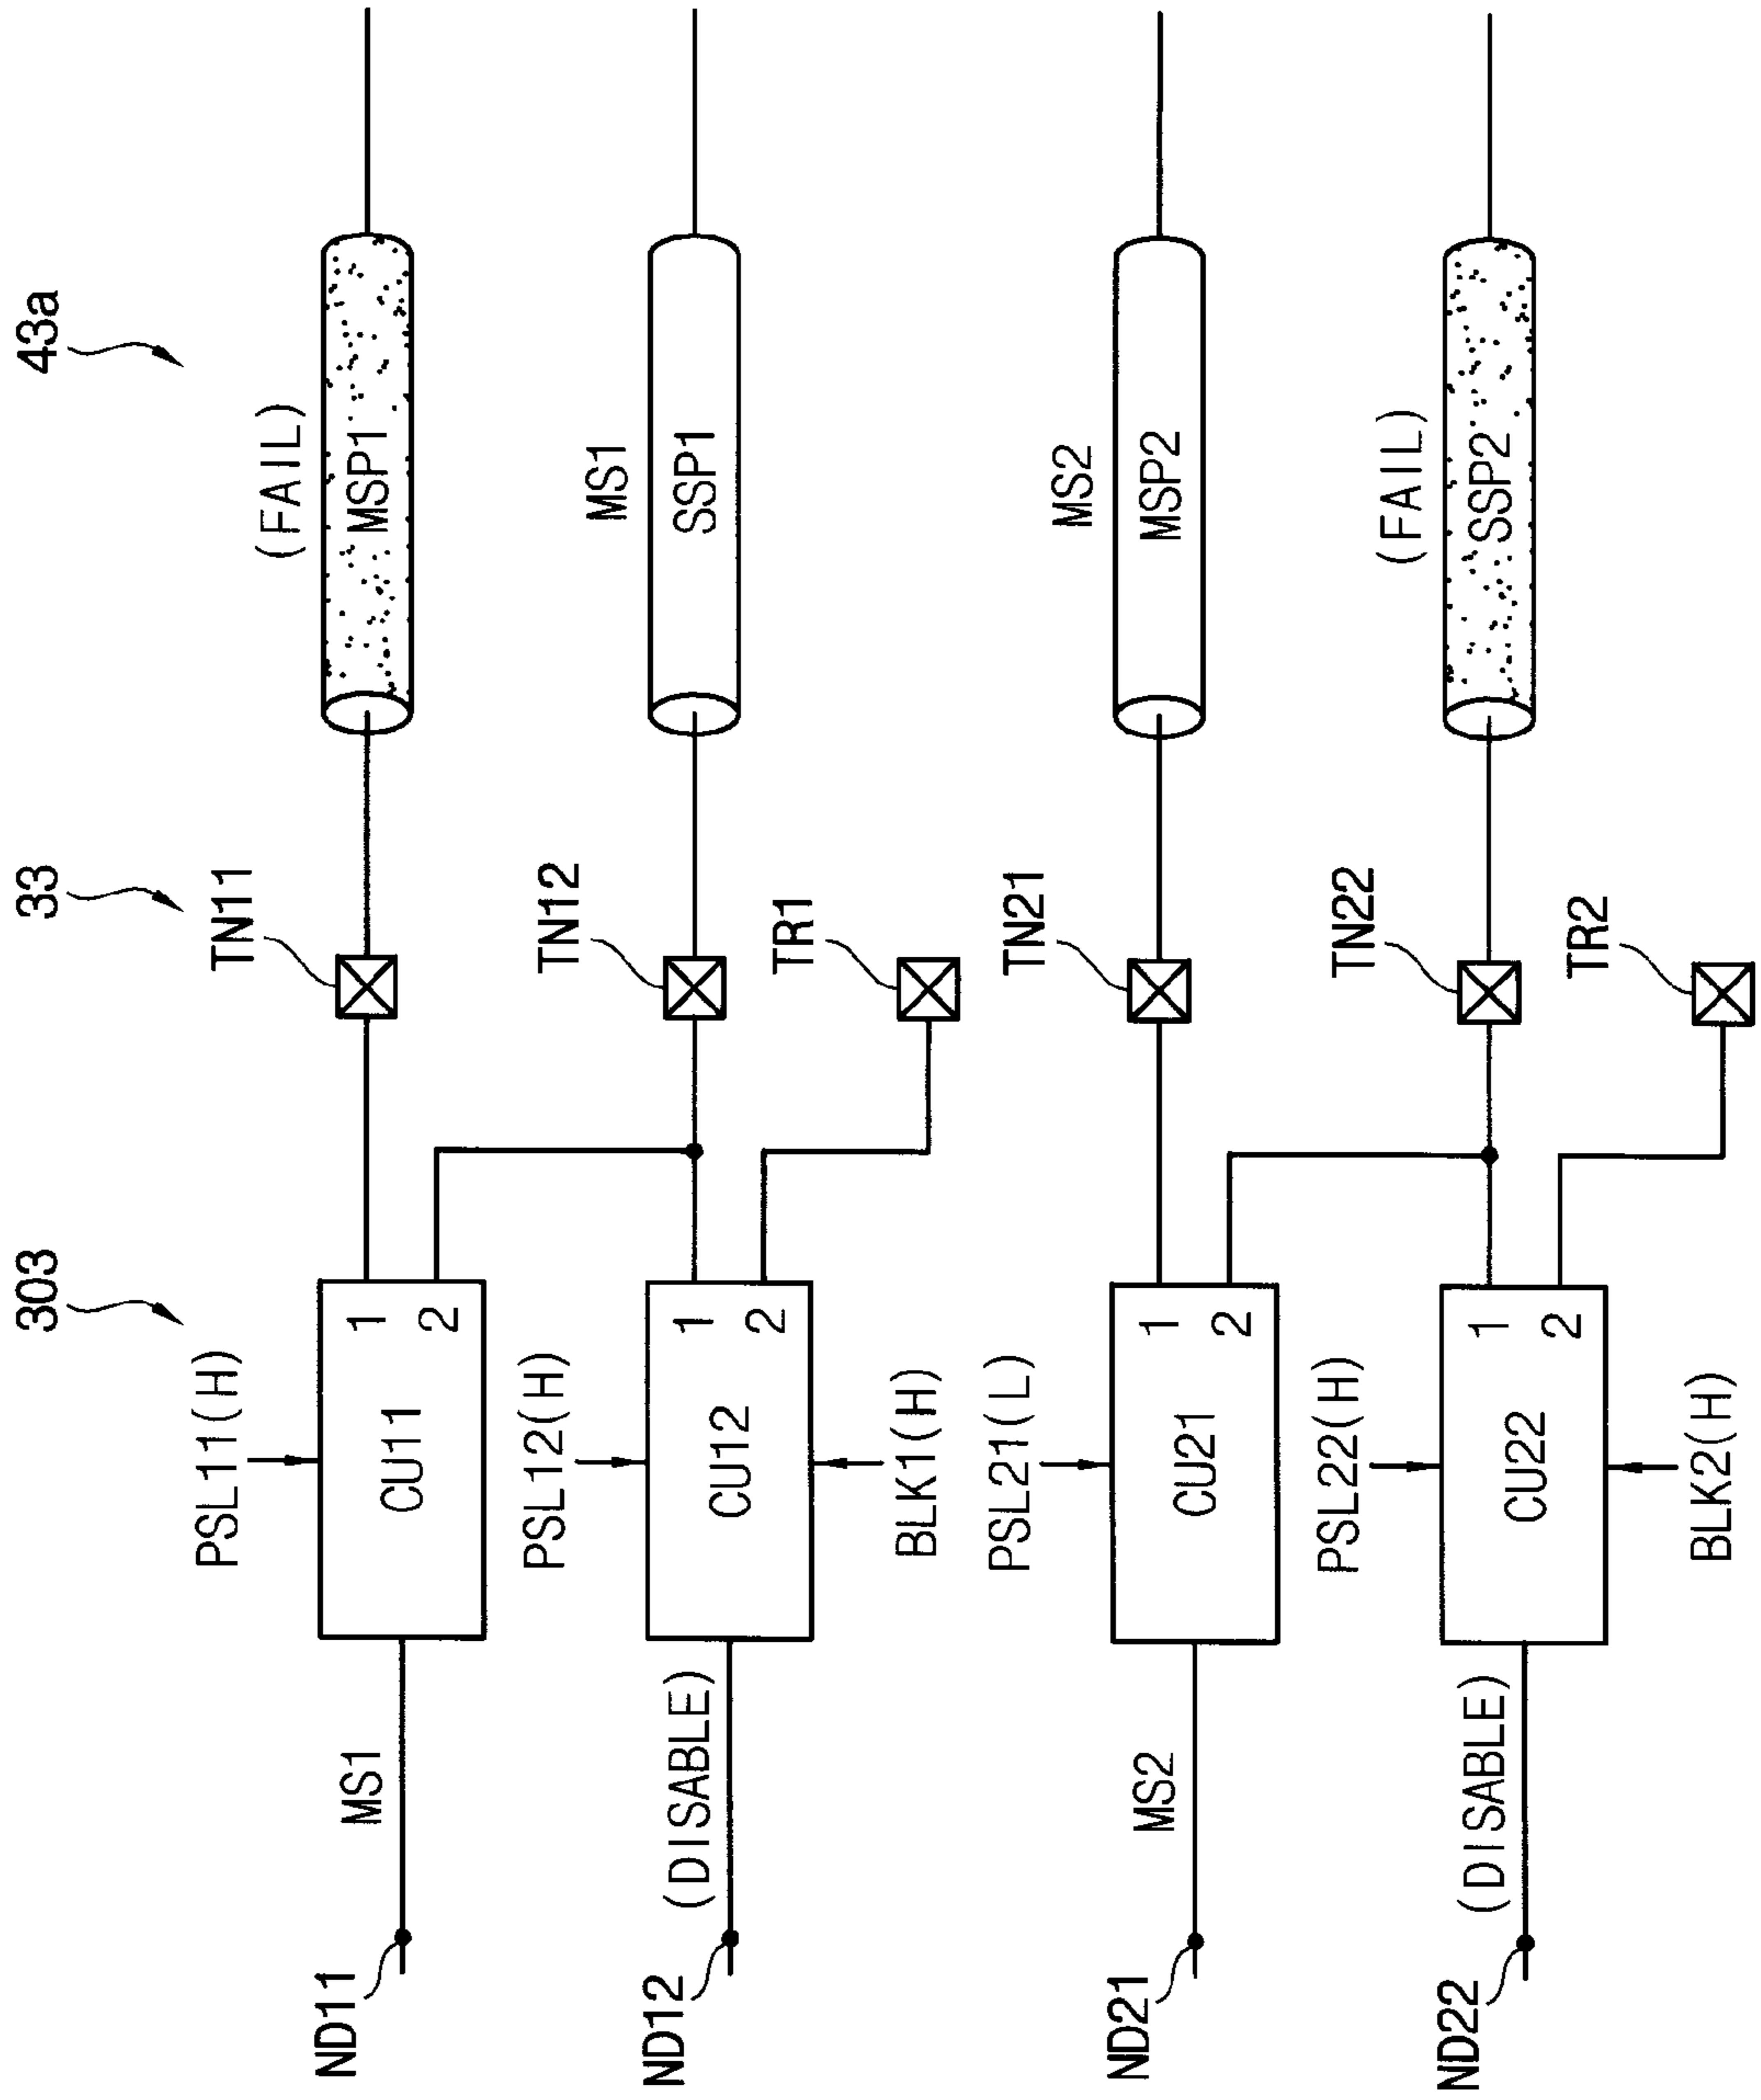 303
33
43a
PSL11(H)
TN11
(FAIL)
ND11
MS1
CU11
1
2
MSP1
PSL12(H)
TN12
MS1
ND12
(DISABLE)
CU12
1
2
SSP1
BLK1(H)
TR1
PSL21(L)
TN21
MS2
ND21
MS2
CU21
1
2
MSP2
PSL22(H)
TN22
(FAIL)
ND22
(DISABLE)
CU22
1
2
SSP2
BLK2(H)
TR2